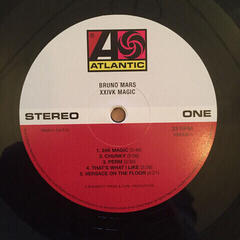 A
ATLANTIC
BRUNO MARS
XXIVK MAGIC
STEREO
ONE
33
1. 24K MAGIC
2. CHUNKY
3. PERM
4. THAT'S WHAT I LIKE
5. VERSACE ON THE FLOOR